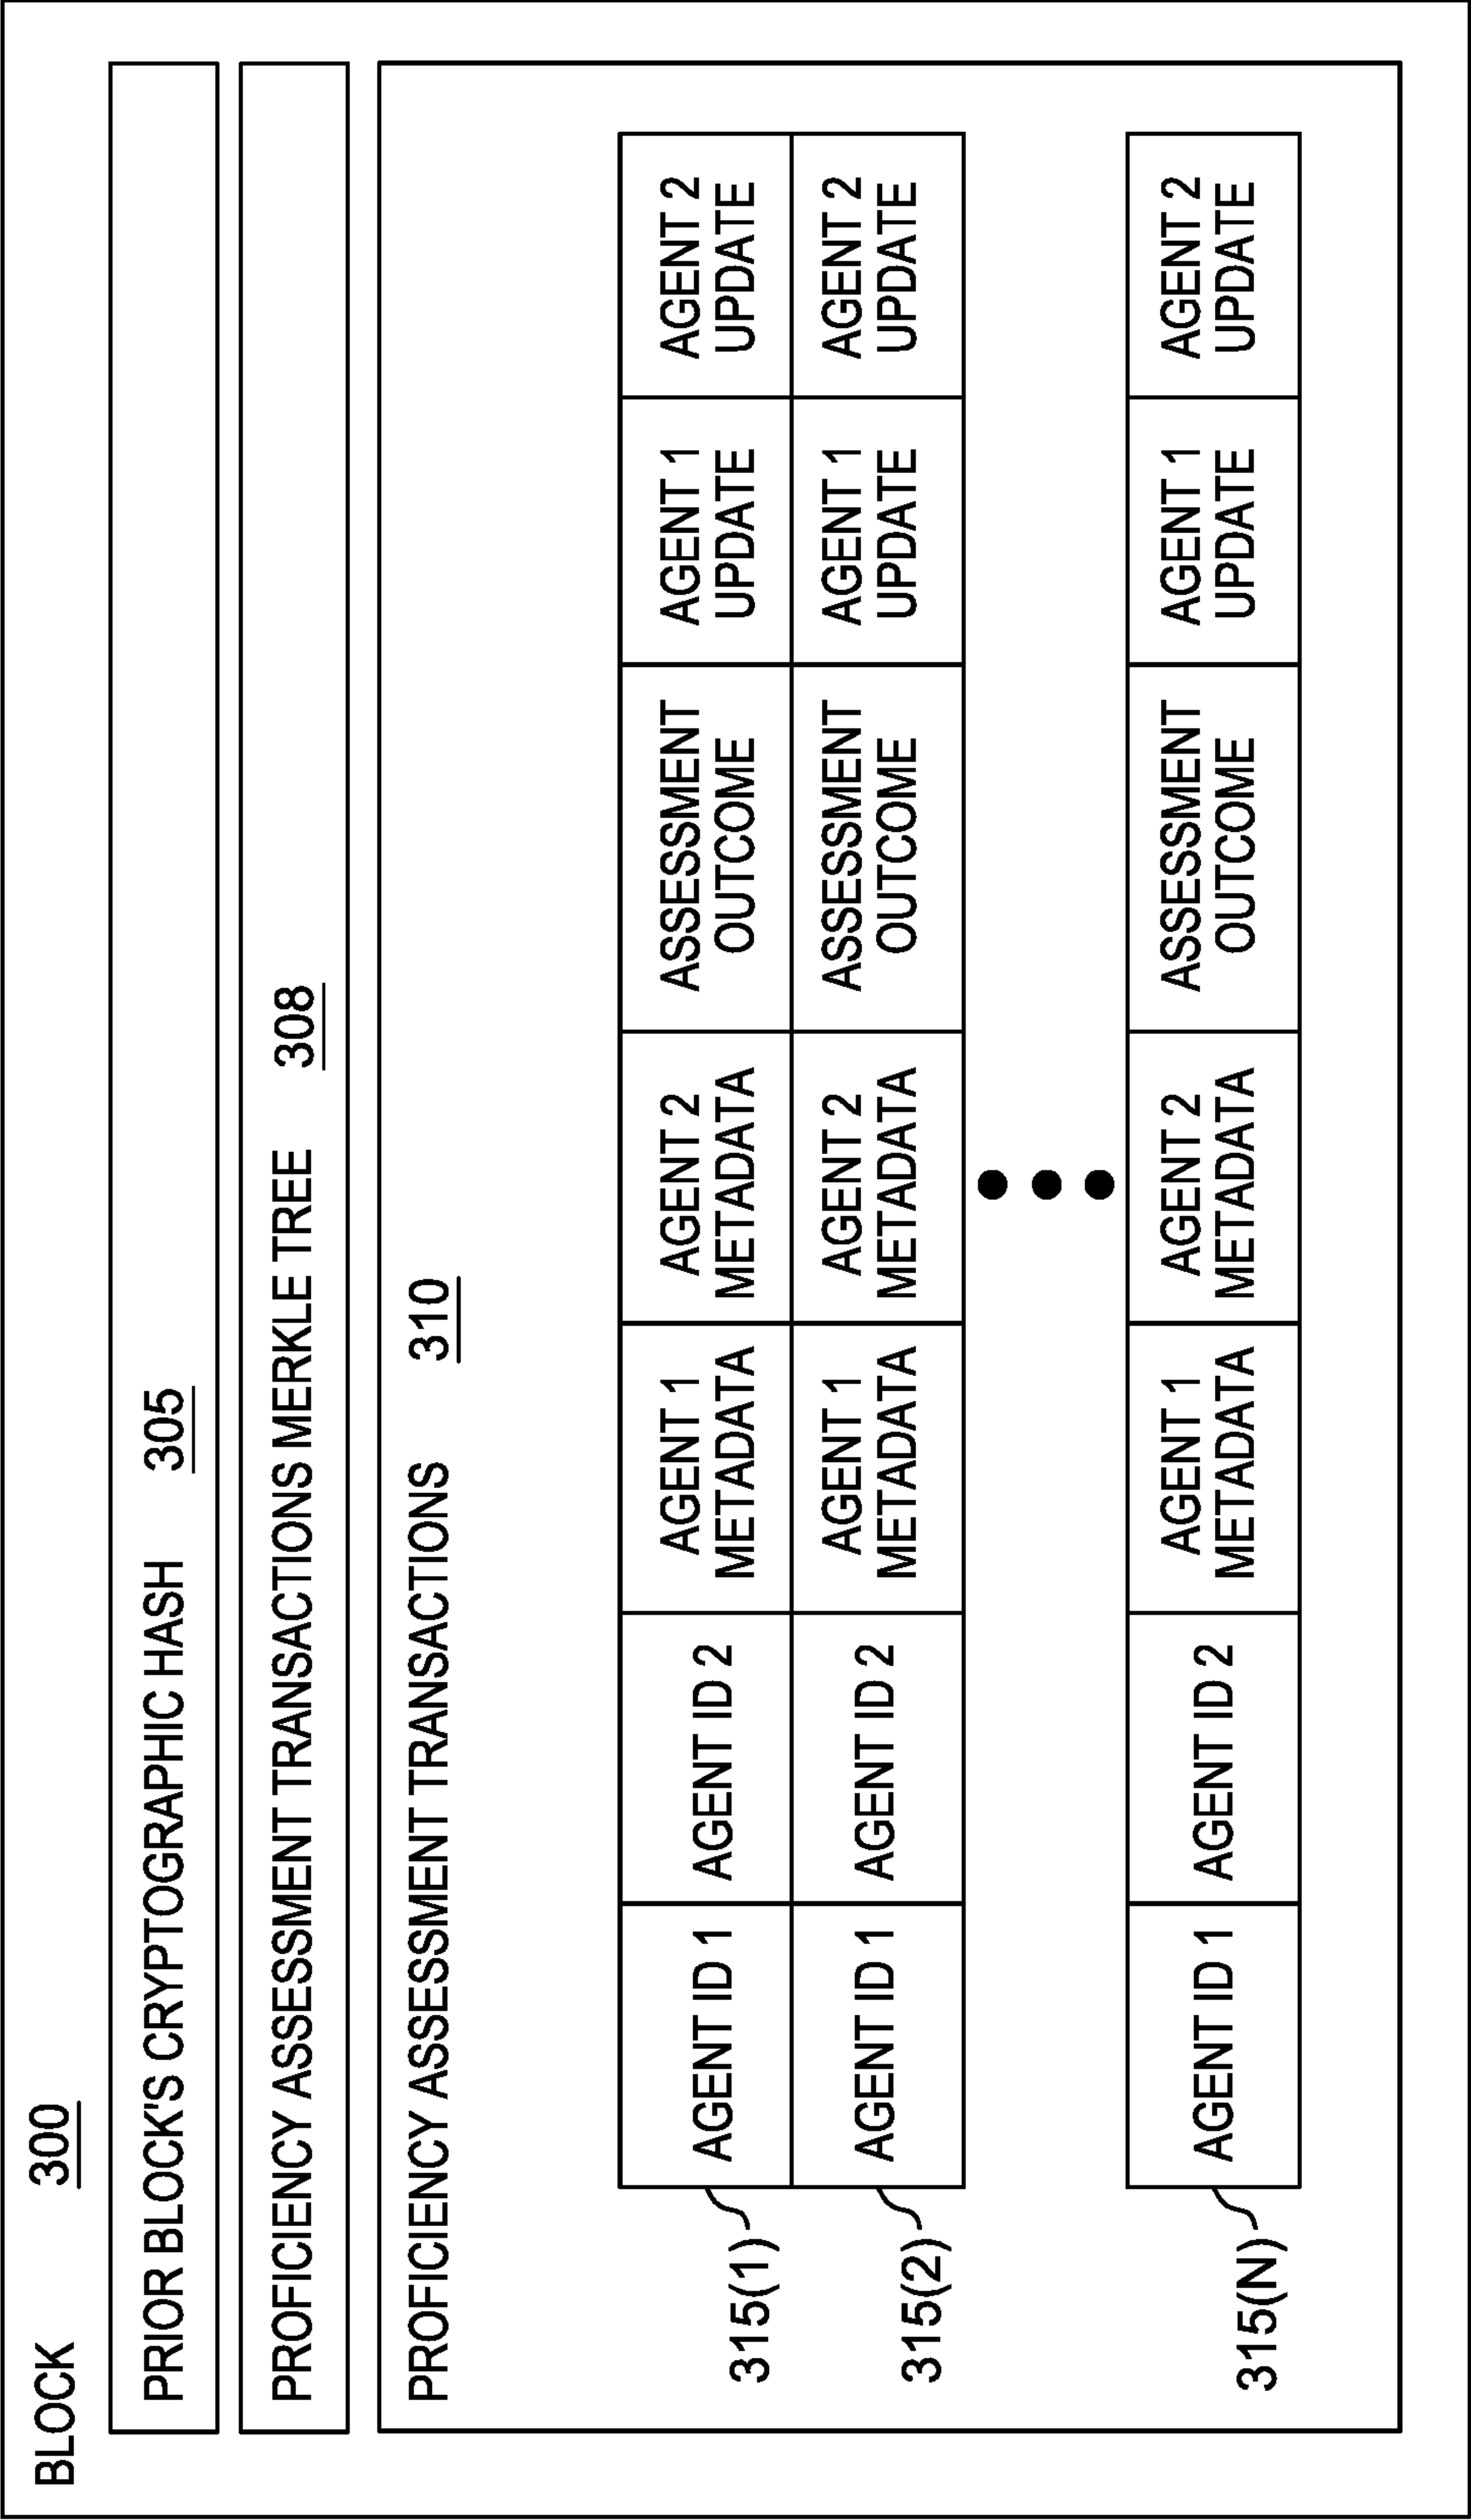 BLOCK 300
PRIOR BLOCK'S CRYPTOGRAPHIC HASH 305
PROFICIENCY ASSESSMENT TRANSACTIONS MERKLE TREE 308
PROFICIENCY ASSESSMENT TRANSACTIONS 310
315(1)
AGENT ID 1
AGENT ID 2
AGENT 1
METADATA
AGENT 2
METADATA
ASSESSMENT
OUTCOME
AGENT 1
UPDATE
AGENT 2
UPDATE
315(2)
AGENT ID 1
AGENT ID 2
AGENT 1
METADATA
AGENT 2
METADATA
ASSESSMENT
OUTCOME
AGENT 1
UPDATE
AGENT 2
UPDATE
315(N)
AGENT ID 1
AGENT ID 2
AGENT 1
METADATA
AGENT 2
METADATA
ASSESSMENT
OUTCOME
AGENT 1
UPDATE
AGENT 2
UPDATE